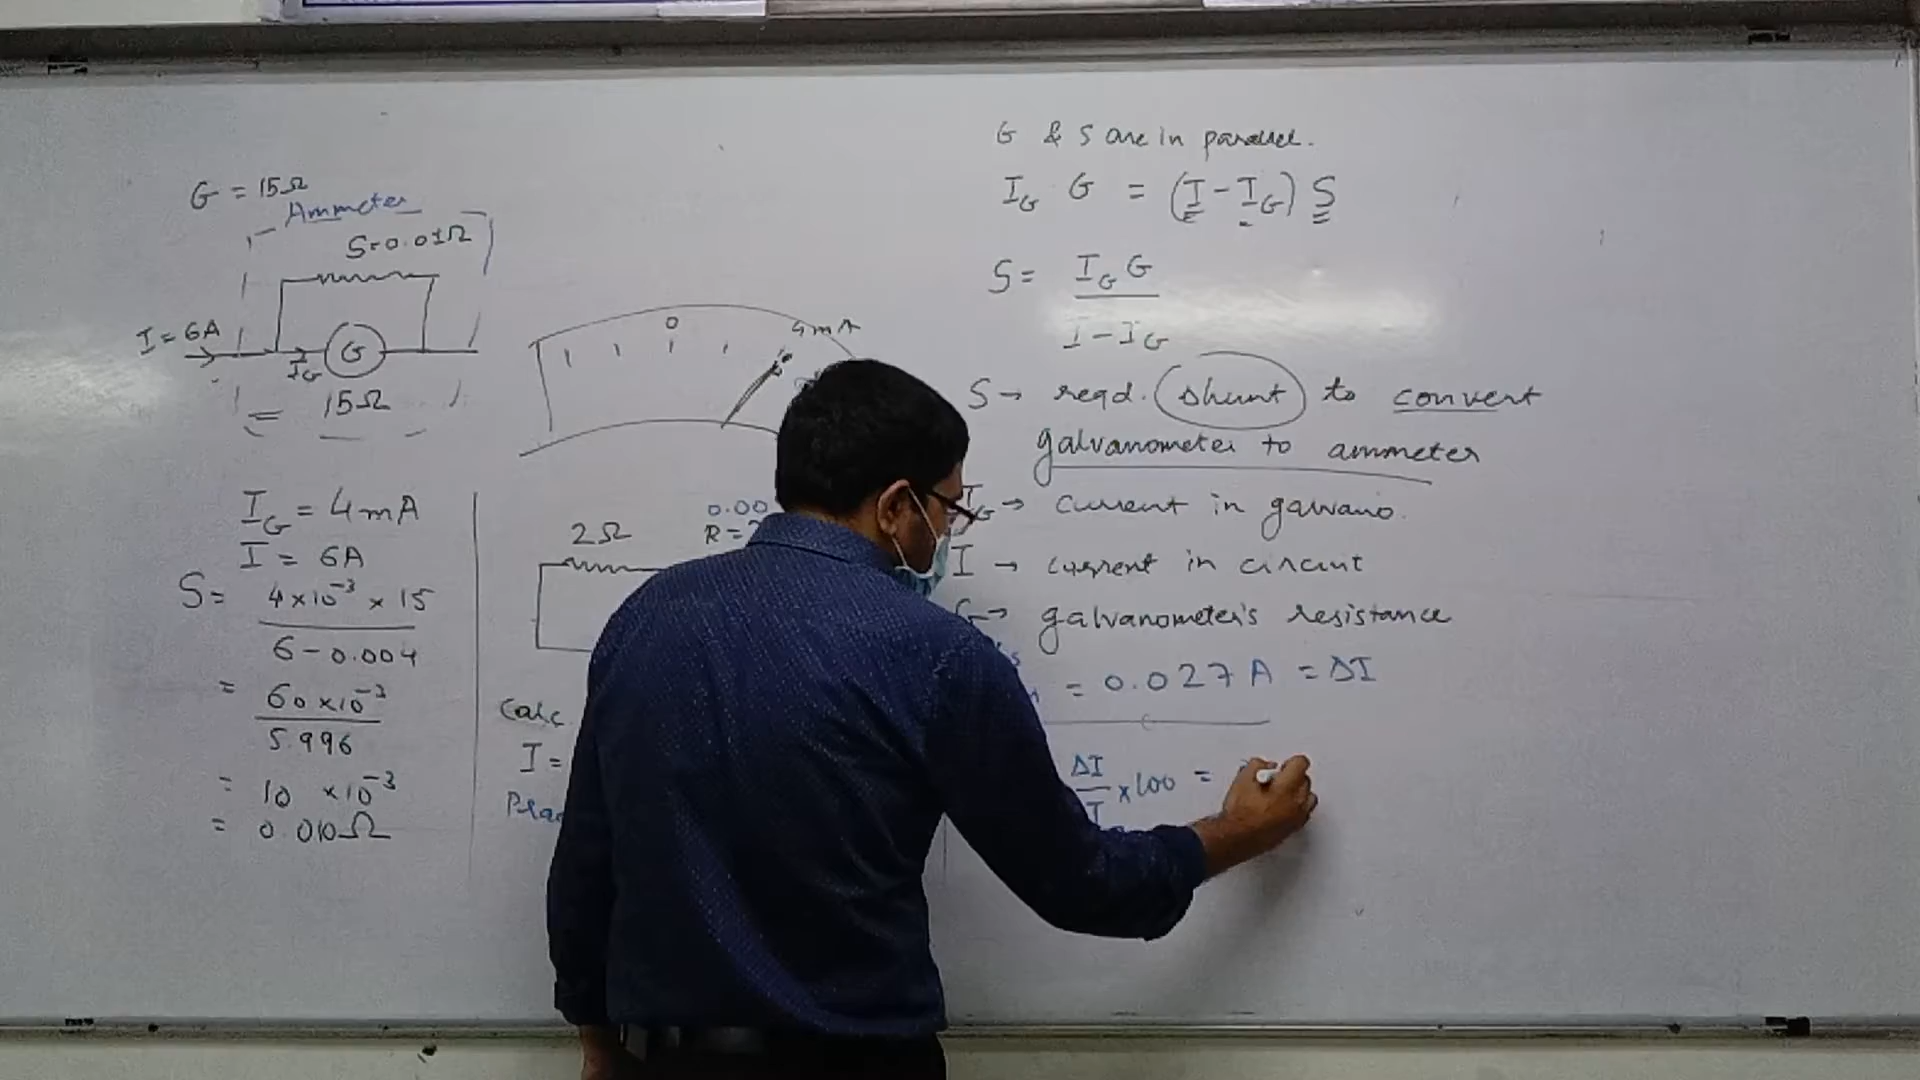 G = 15Ω
Ammeter
S=0.01Ω
I = 6A
I_G
G
= 15Ω
I_G = 4mA
I = 6A
S = 4×10⁻³ × 15
6 - 0.004
= 60 ×10⁻³
5.996
= 10 ×10⁻³
= 0.010Ω
0
4mA
2Ω
0.00
R =
Calc
I =
Prac
G & S are in parallel.
I_G G = (I - I_G) S
S = I_G G
I - I_G
S → reqd. shunt to convert
galvanometer to ammeter
I_G → current in galvano.
I → current in circuit
G → galvanometer's resistance
= 0.027 A = ΔI
ΔI
I
×100 =